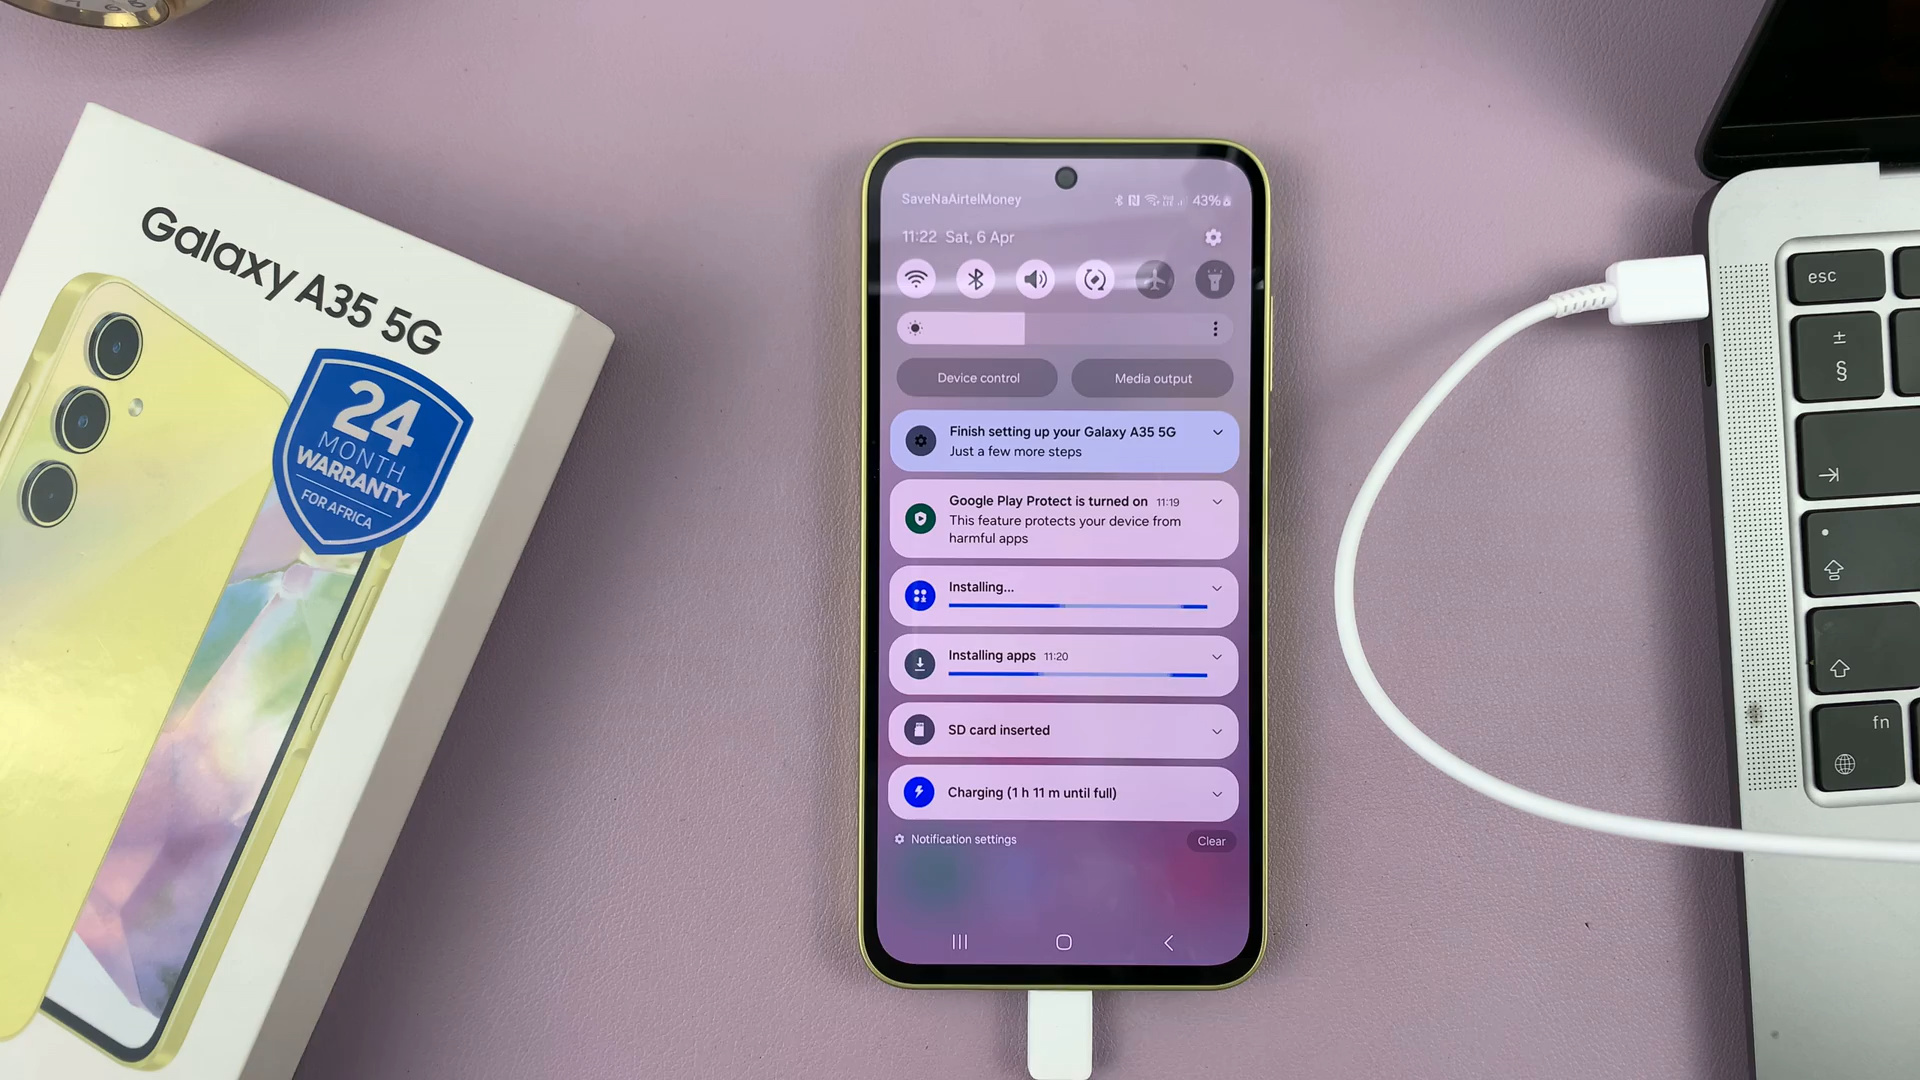 Galaxy A35 5G
24
MONTH
WARRANTY
FOR AFRICA
SaveNaAirtelMoney
43%
11:22 Sat, 6 Apr
Device control
Media output
Finish setting up your Galaxy A35 5G
Just a few more steps
Google Play Protect is turned on 11:19
This feature protects your device from
harmful apps
Installing...
Installing apps 11:20
SD card inserted
Charging (1 h 11 m until full)
Notification settings
Clear
esc
±
§
fn